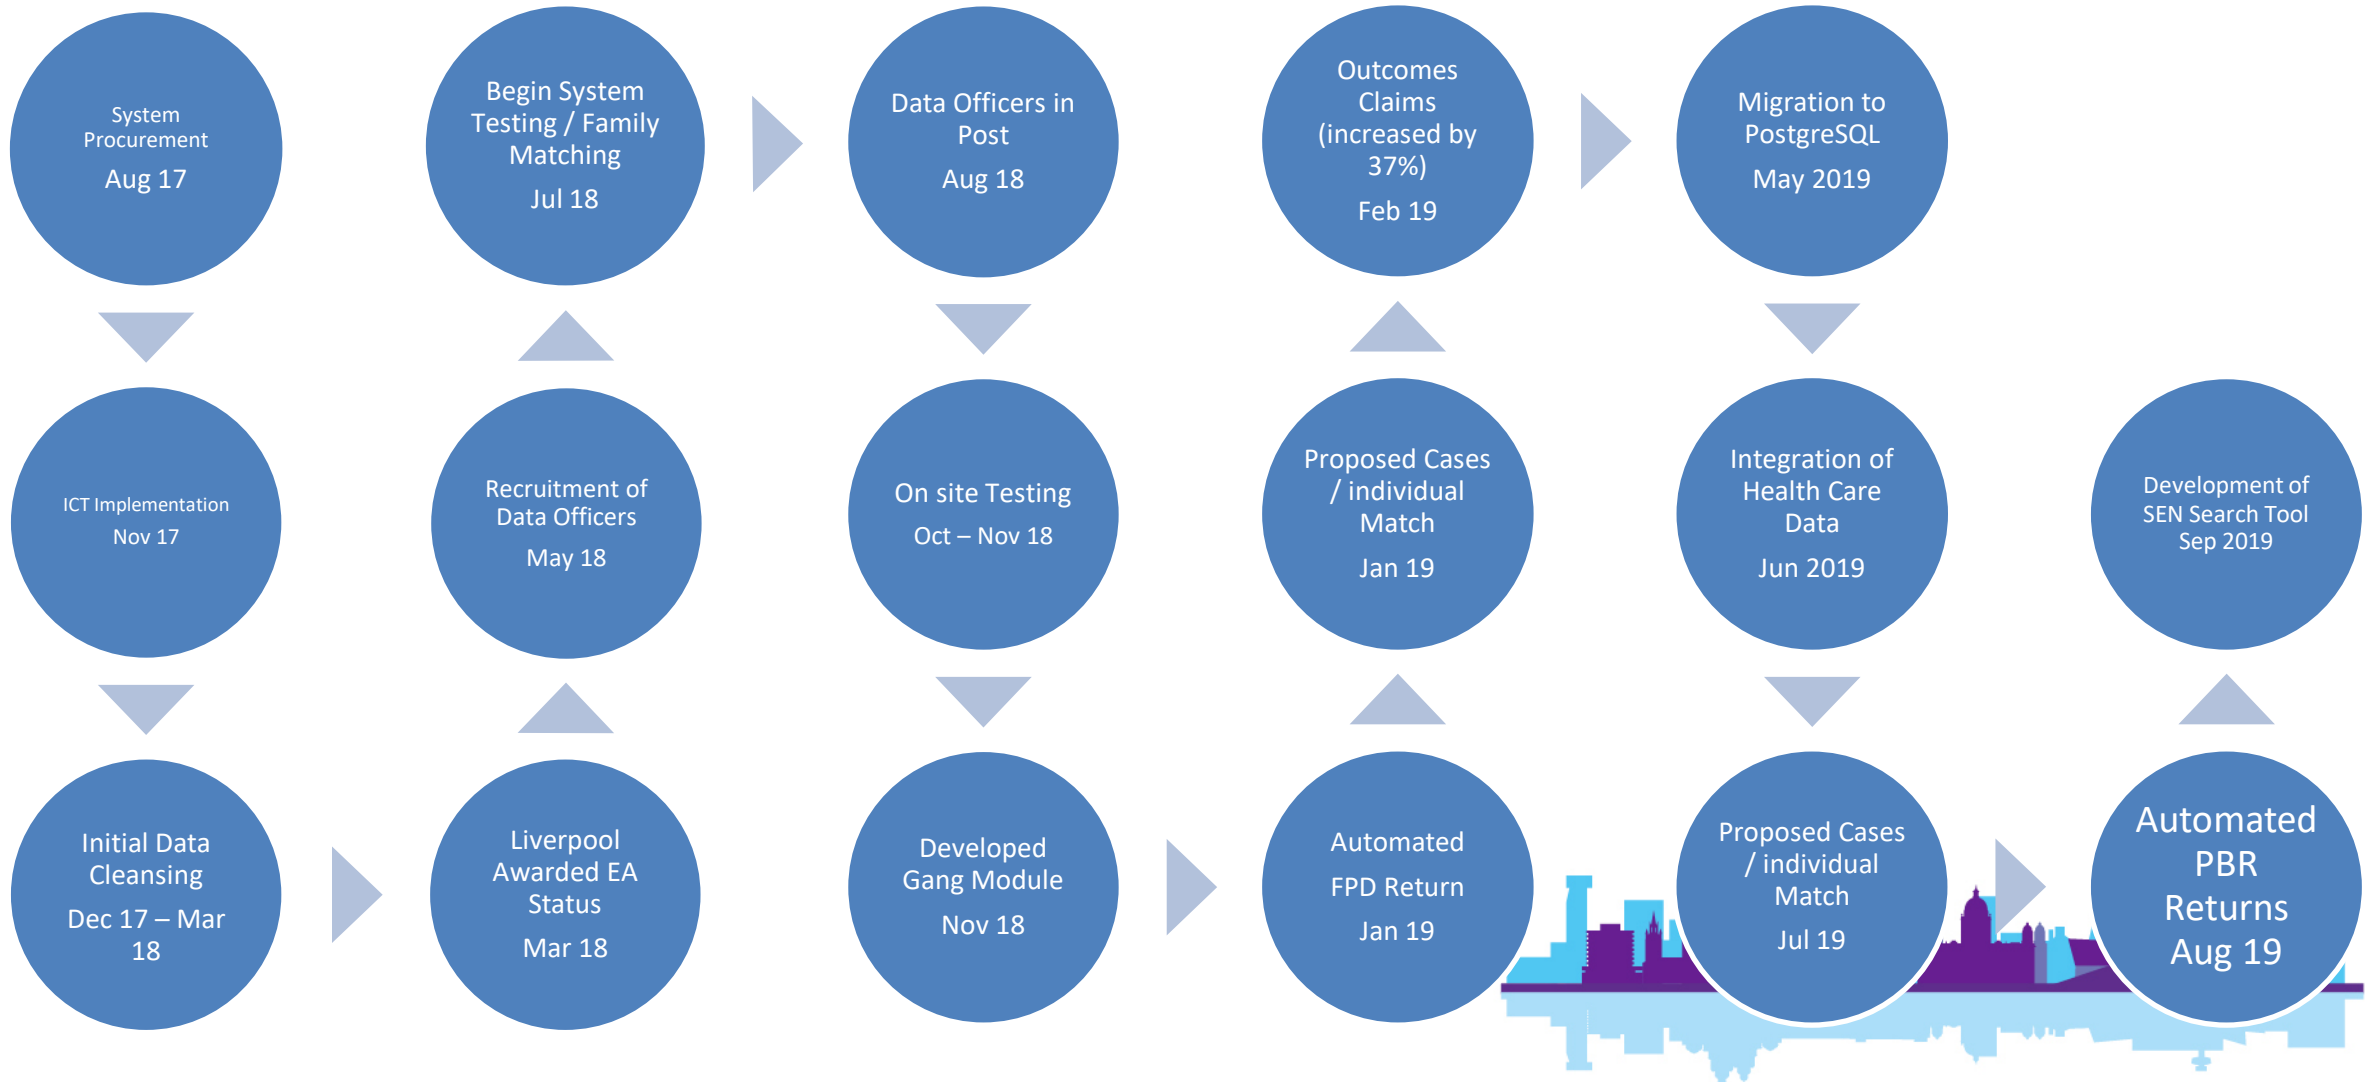 System
Procurement
Aug 17
ICT Implementation
Nov 17
Initial Data
Cleansing
Dec 17 – Mar
18
Liverpool
Awarded EA
Status
Mar 18
Recruitment of
Data Officers
May 18
Begin System
Testing / Family
Matching
Jul 18
Data Officers in
Post
Aug 18
On site Testing
Oct – Nov 18
Developed
Gang Module
Nov 18
Automated
FPD Return
Jan 19
Proposed Cases
/ individual
Match
Jan 19
Outcomes
Claims
(increased by
37%)
Feb 19
Migration to
PostgreSQL
May 2019
Integration of
Health Care
Data
Jun 2019
Proposed Cases
/ individual
Match
Jul 19
Automated
PBR
Returns
Aug 19
Development of
SEN Search Tool
Sep 2019